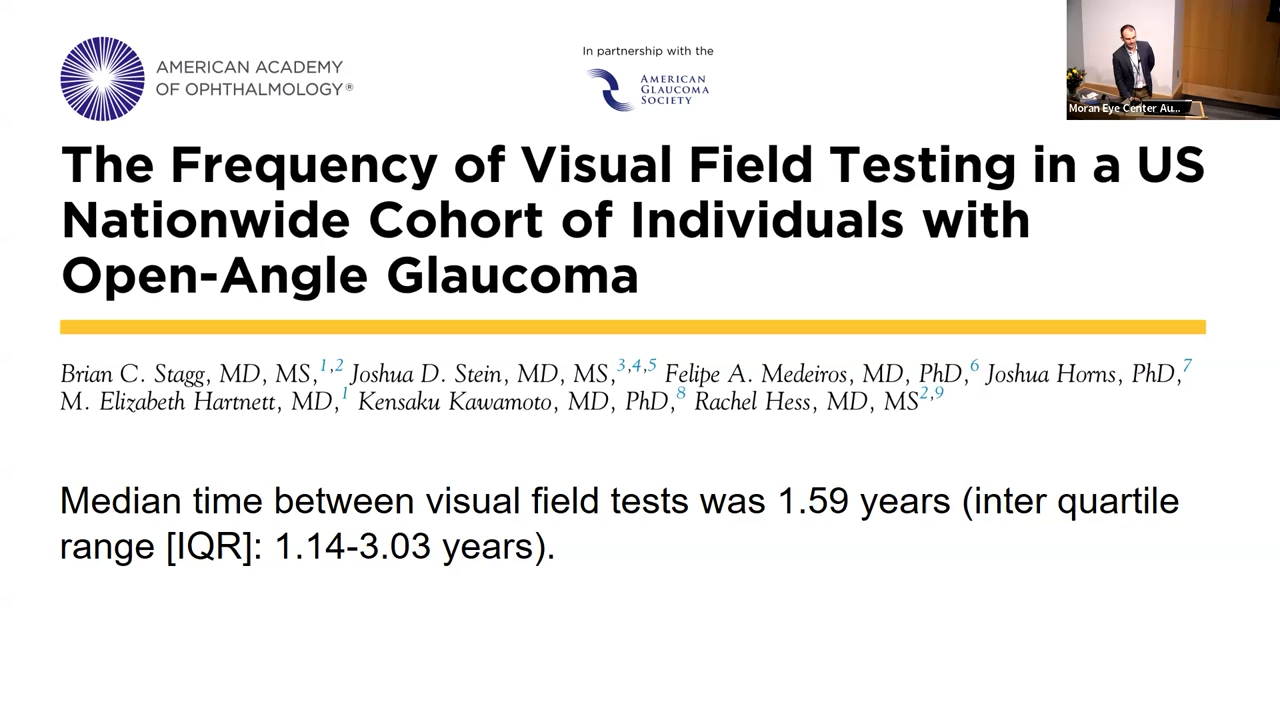 AMERICAN ACADEMY
OF OPHTHALMOLOGY®
In partnership with the
AMERICAN
GLAUCOMA
SOCIETY
Moran Eye Center Au...
The Frequency of Visual Field Testing in a US
Nationwide Cohort of Individuals with
Open-Angle Glaucoma
Brian C. Stagg, MD, MS,1,2 Joshua D. Stein, MD, MS,3,4,5 Felipe A. Medeiros, MD, PhD,6 Joshua Horns, PhD,7
M. Elizabeth Hartnett, MD,1 Kensaku Kawamoto, MD, PhD,8 Rachel Hess, MD, MS2,9
Median time between visual field tests was 1.59 years (inter quartile
range [IQR]: 1.14-3.03 years).